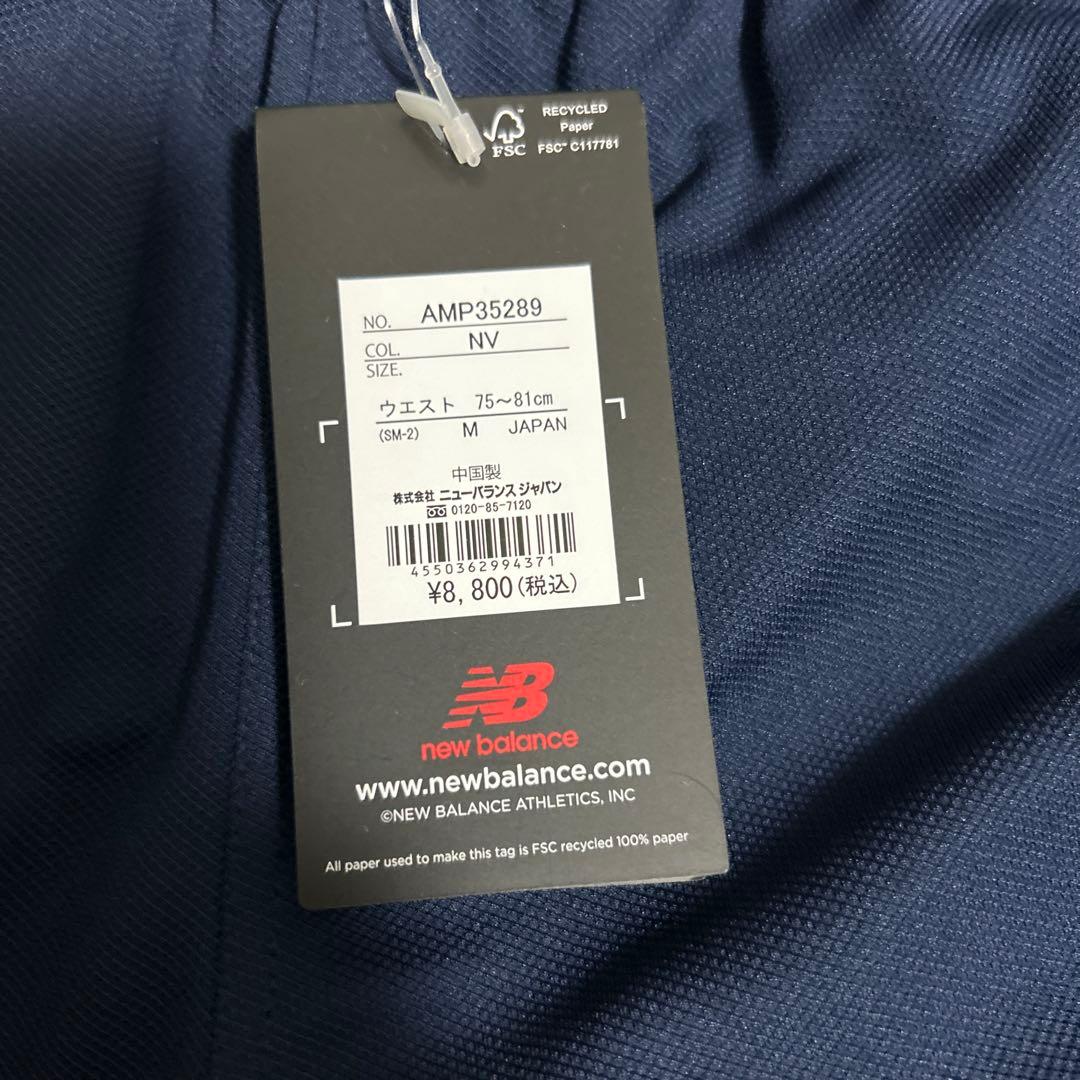 FSC
RECYCLED
Paper
FSC™ C117781
NO. AMP35289
COL. NV
SIZE.
ウエスト 75～81cm
(SM-2) M JAPAN
中国製
株式会社 ニューバランス ジャパン
0120-85-7120
4550362994371
¥8,800(税込)
NB
new balance
www.newbalance.com
©NEW BALANCE ATHLETICS, INC
All paper used to make this tag is FSC recycled 100% paper